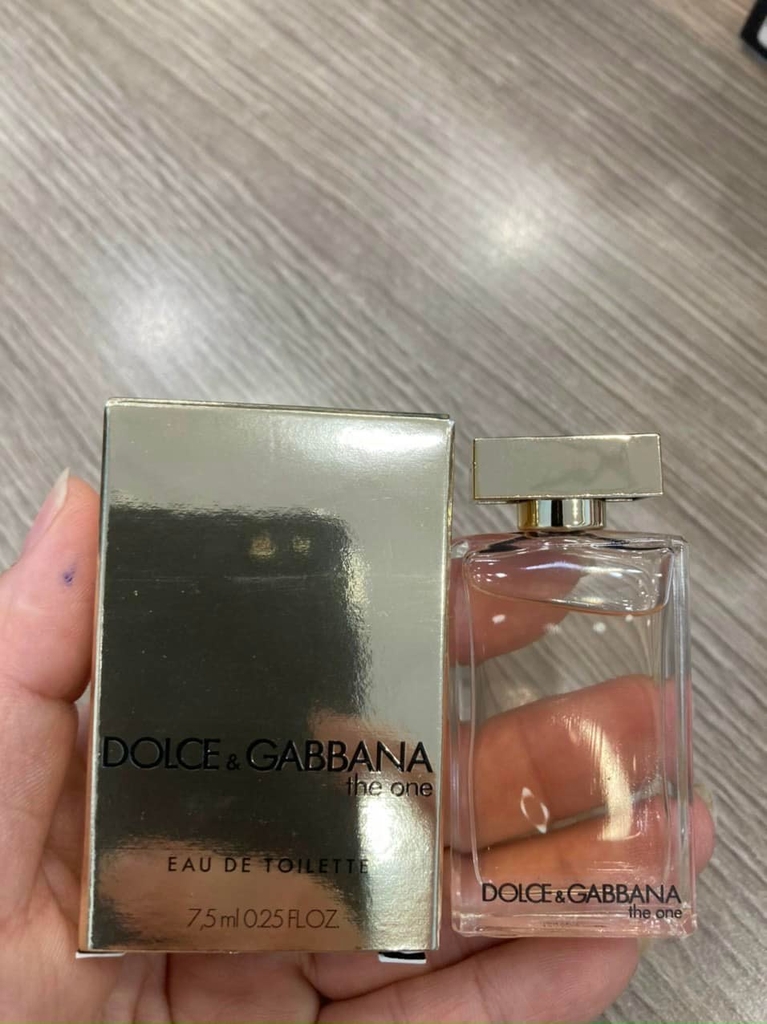 DOLCE & GABBANA
the one
EAU DE TOILETTE
7,5 ml 0.25 FL.OZ.
DOLCE & GABBANA
the one